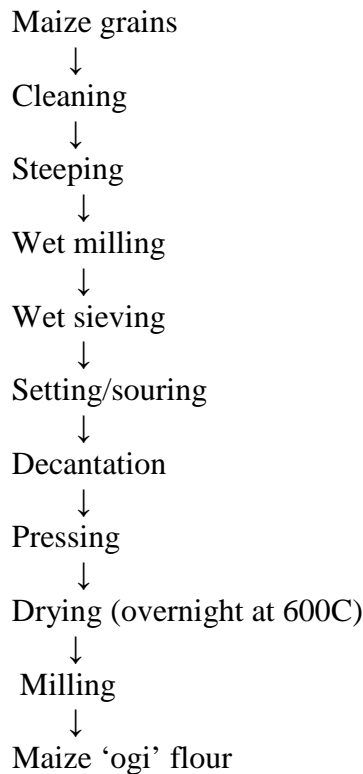 Maize grains
↓
Cleaning
↓
Steeping
↓
Wet milling
↓
Wet sieving
↓
Setting/souring
↓
Decantation
↓
Pressing
↓
Drying (overnight at 600C)
↓
Milling
↓
Maize ‘ogi’ flour